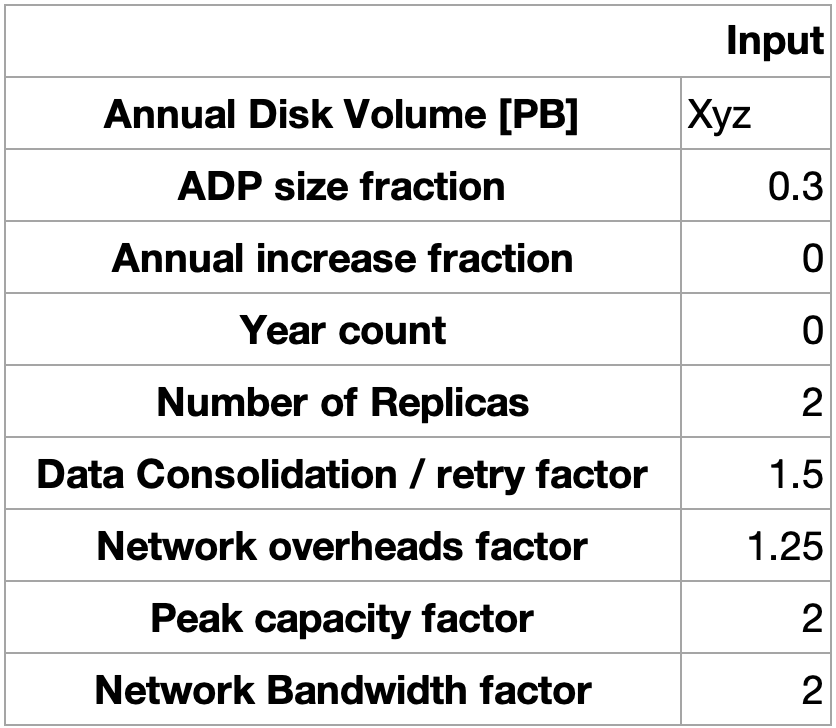 Input
Annual Disk Volume [PB] Xyz
ADP size fraction 0.3
Annual increase fraction 0
Year count 0
Number of Replicas 2
Data Consolidation / retry factor 1.5
Network overheads factor 1.25
Peak capacity factor 2
Network Bandwidth factor 2